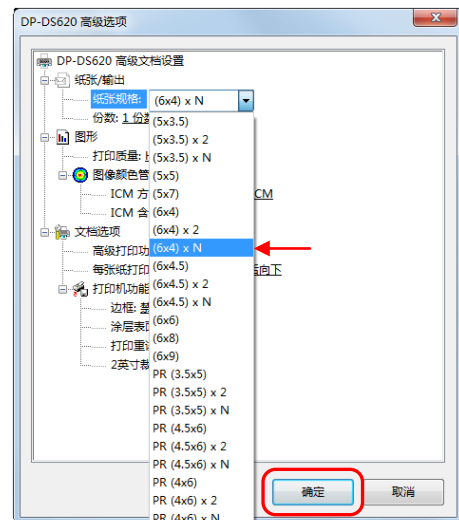 DP-DS620 高级选项
DP-DS620 高级文档设置
纸张/输出
纸张规格: (6x4) x N
份数: 1 份数
(5x3.5)
图形
(5x3.5) x 2
打印质量:
(5x3.5) x N
图像颜色管
(5x5)
ICM 方
(5x7)
CM
ICM 含
(6x4)
文档选项
(6x4) x 2
高级打印功
(6x4) x N
每张纸打印
(6x4.5)
后向下
打印机功能
(6x4.5) x 2
边框:
(6x4.5) x N
涂层表
(6x6)
打印重
(6x8)
2英寸裁
(6x9)
PR (3.5x5)
PR (3.5x5) x 2
PR (3.5x5) x N
PR (4.5x6)
PR (4.5x6) x 2
PR (4.5x6) x N
PR (4x6)
PR (4x6) x 2
PR (4x6) x N
确定
取消